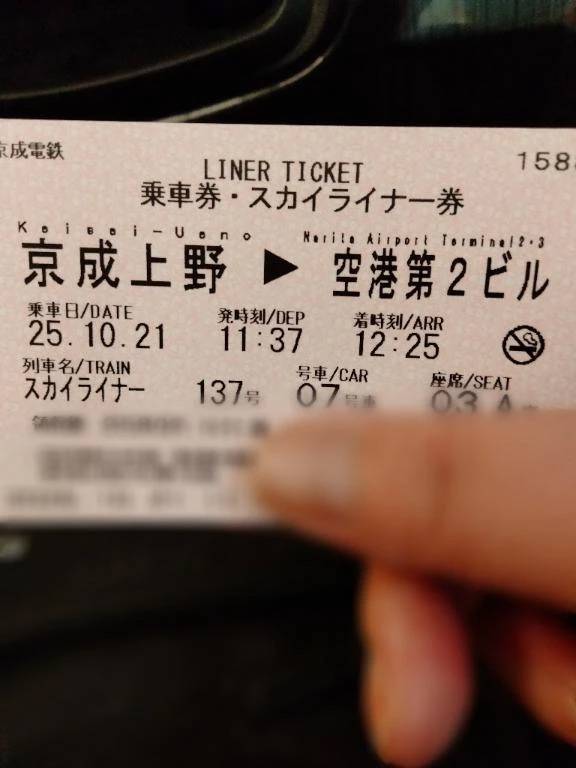 京成電鉄
LINER TICKET
158
乗車券・スカイライナー券
Keisei-Ueno Narita Airport Terminal2・3
京成上野 ▶ 空港第2ビル
乗車日/DATE 発時刻/DEP 着時刻/ARR
25.10.21 11:37 12:25
列車名/TRAIN 号車/CAR 座席/SEAT
スカイライナー 137号 07号車 03 A